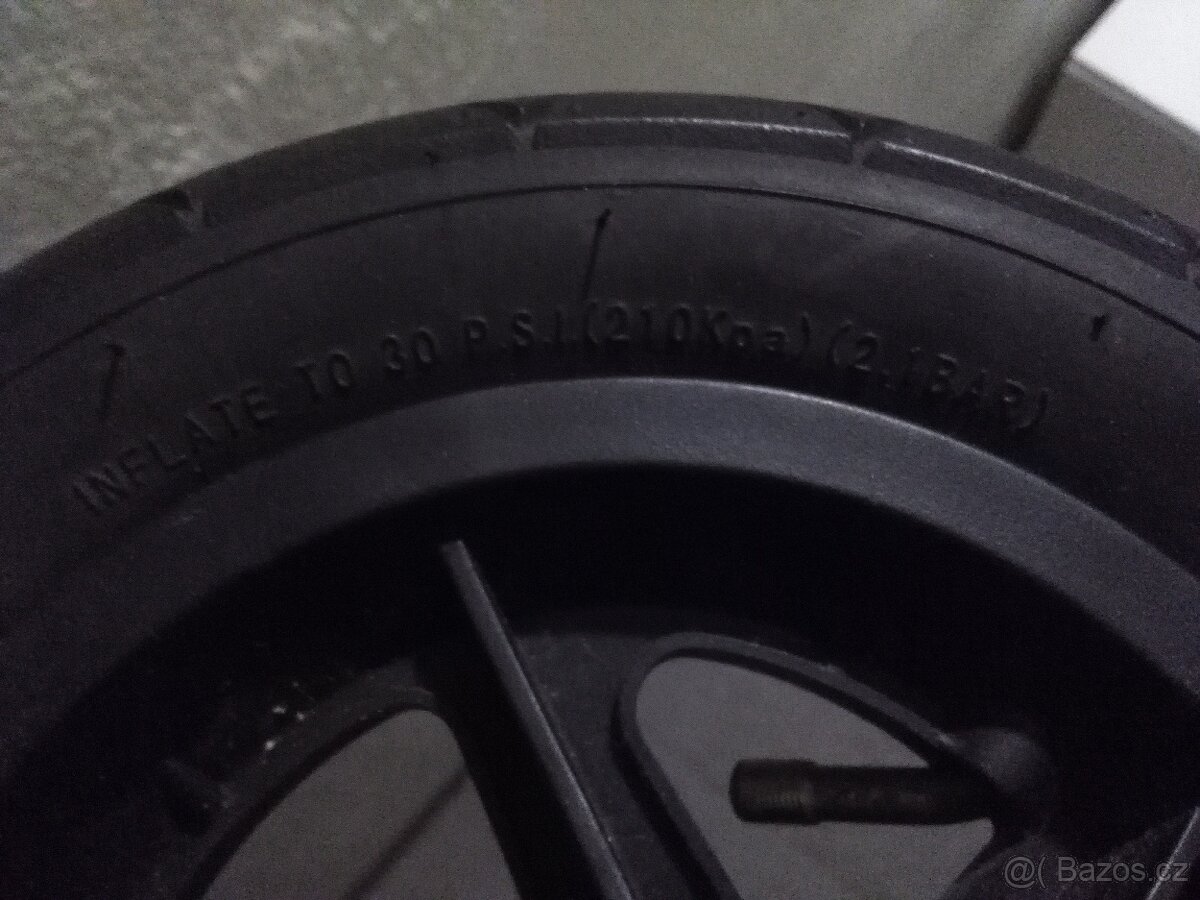 INFLATE TO 30 P.S.I.(210Kpa)(2.1BAR)
@( Bazos.cz